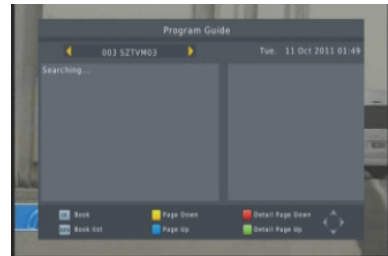 Program Guide
003 SZTVM03 Tue. 11 Oct 2011 01:49
Searching...
Book Page Down Detail Page Down
Book list Page Up Detail Page Up